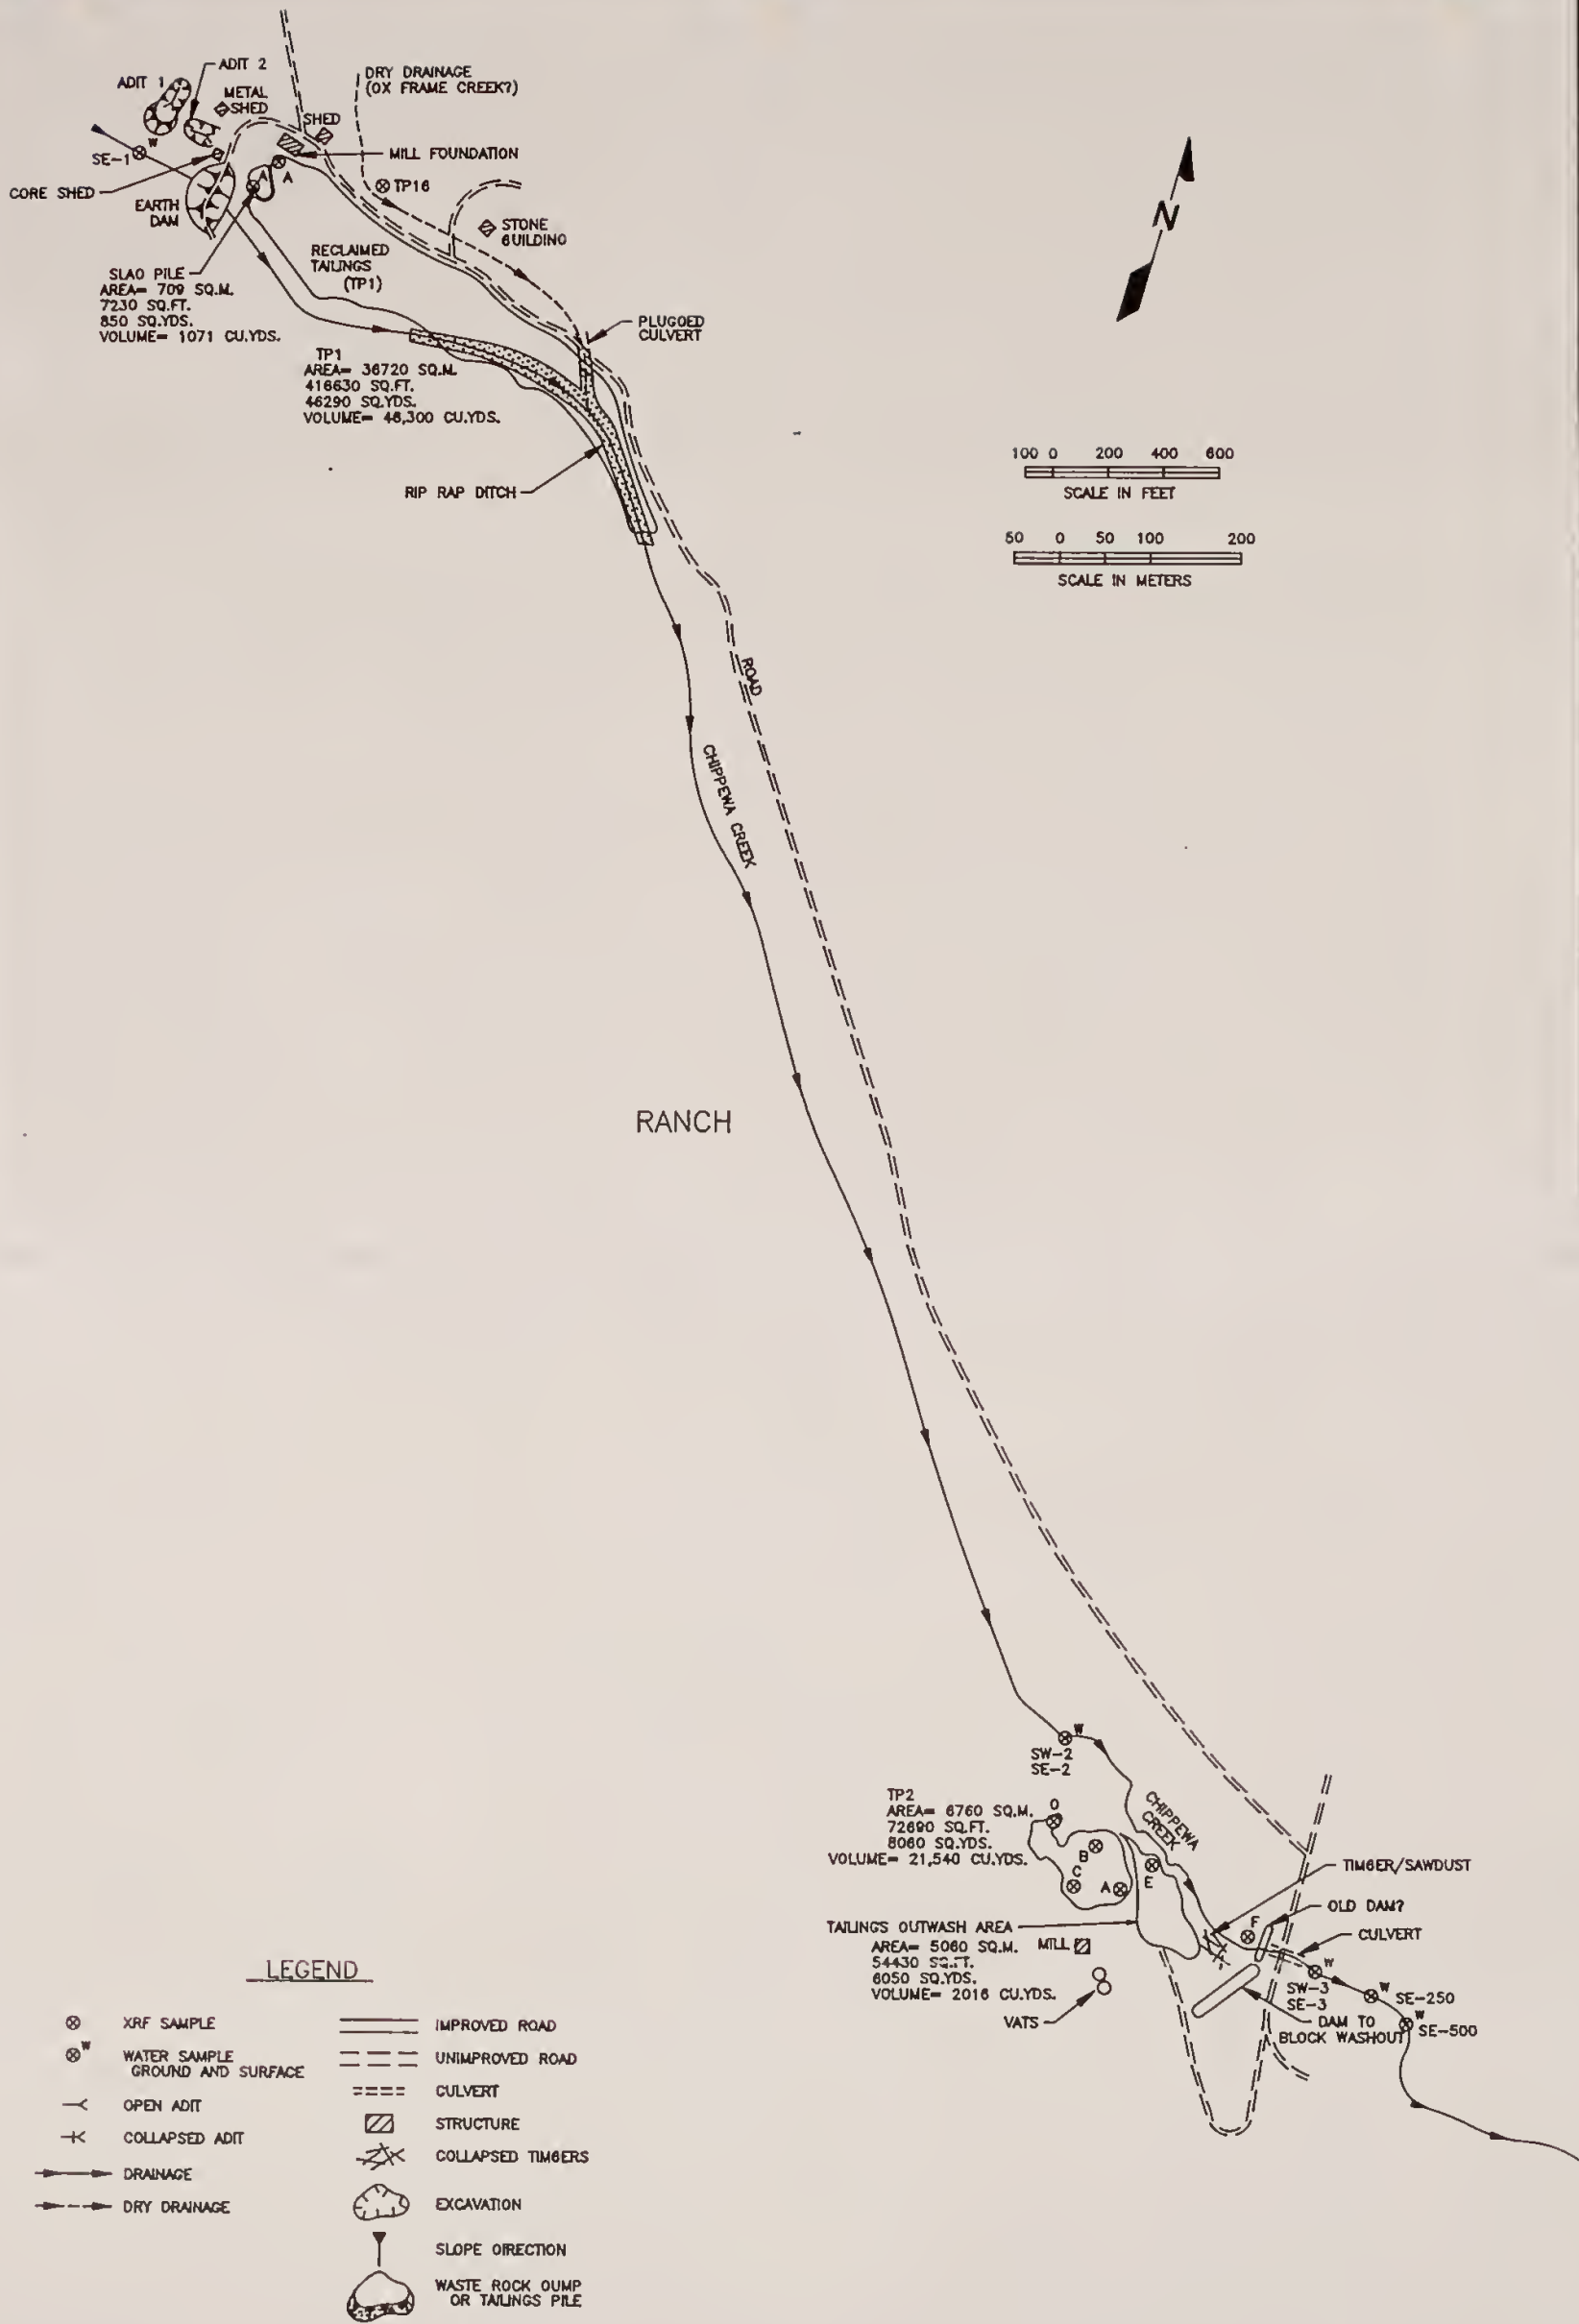 ADIT 1
ADIT 2
METAL
SHED
DRY DRAINAGE
(OX FRAME CREEK?)
SHED
W
SE-1
MILL FOUNDATION
CORE SHED
A
A
TP16
EARTH
DAM
STONE
BUILDING
RECLAIMED
TAILINGS
(TP1)
SLAO PILE
AREA= 709 SQ.M.
7230 SQ.FT.
850 SQ.YDS.
VOLUME= 1071 CU.YDS.
PLUGOED
CULVERT
TP1
AREA= 36720 SQ.M.
416630 SQ.FT.
46290 SQ.YDS.
VOLUME= 46,300 CU.YDS.
RIP RAP DITCH
N
100 0 200 400 600
SCALE IN FEET
50 0 50 100 200
SCALE IN METERS
ROAD
CHIPPEWA CREEK
RANCH
W
SW-2
SE-2
TP2
AREA= 6760 SQ.M.
72690 SQ.FT.
8060 SQ.YDS.
VOLUME= 21,540 CU.YDS.
O
B
C
A
E
CHIPPEWA
CREEK
TIMBER/SAWDUST
OLD DAM?
F
CULVERT
TAILINGS OUTWASH AREA
AREA= 5060 SQ.M.
54430 SQ.FT.
6050 SQ.YDS.
VOLUME= 2016 CU.YDS.
MILL
VATS
W
SW-3
SE-3
W
SE-250
W
SE-500
DAM TO
BLOCK WASHOUT
LEGEND
XRF SAMPLE
W
WATER SAMPLE
GROUND AND SURFACE
OPEN ADIT
COLLAPSED ADIT
DRAINAGE
DRY DRAINAGE
IMPROVED ROAD
UNIMPROVED ROAD
CULVERT
STRUCTURE
COLLAPSED TIMBERS
EXCAVATION
SLOPE DIRECTION
WASTE ROCK OUMP
OR TAILINGS PILE